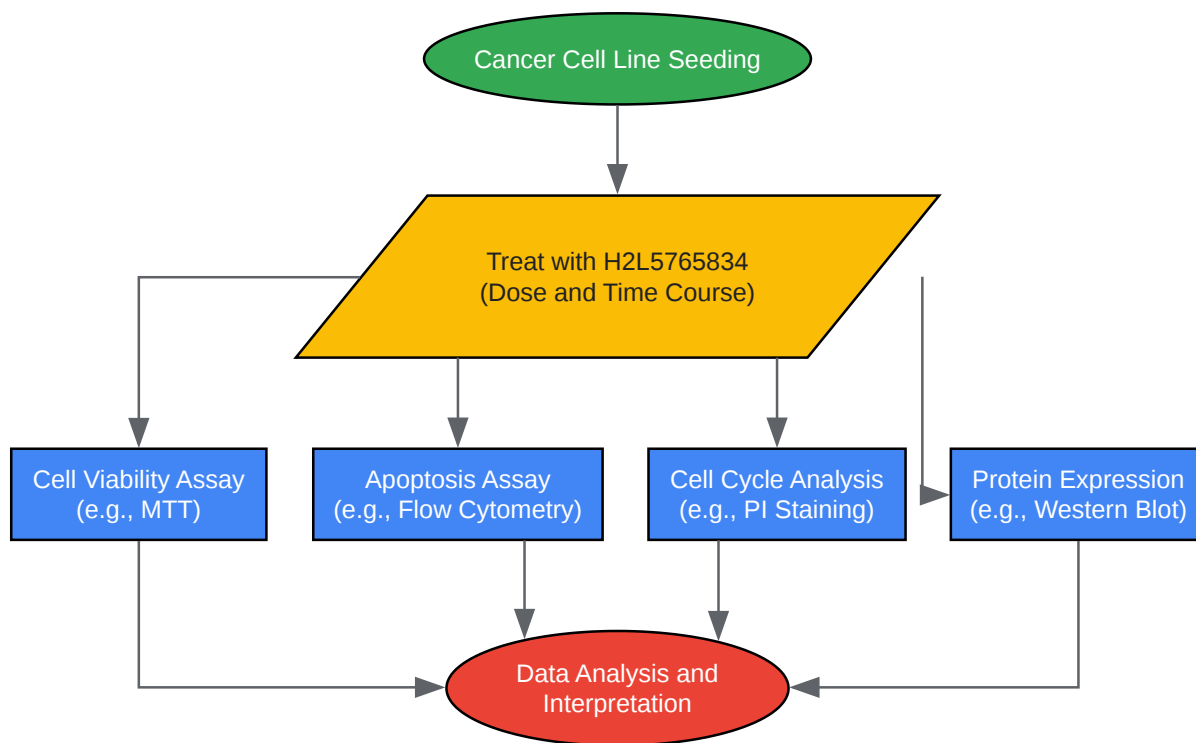 Cancer Cell Line Seeding
Treat with H2L5765834
(Dose and Time Course)
Cell Viability Assay
(e.g., MTT)
Apoptosis Assay
(e.g., Flow Cytometry)
Cell Cycle Analysis
(e.g., PI Staining)
Protein Expression
(e.g., Western Blot)
Data Analysis and
Interpretation